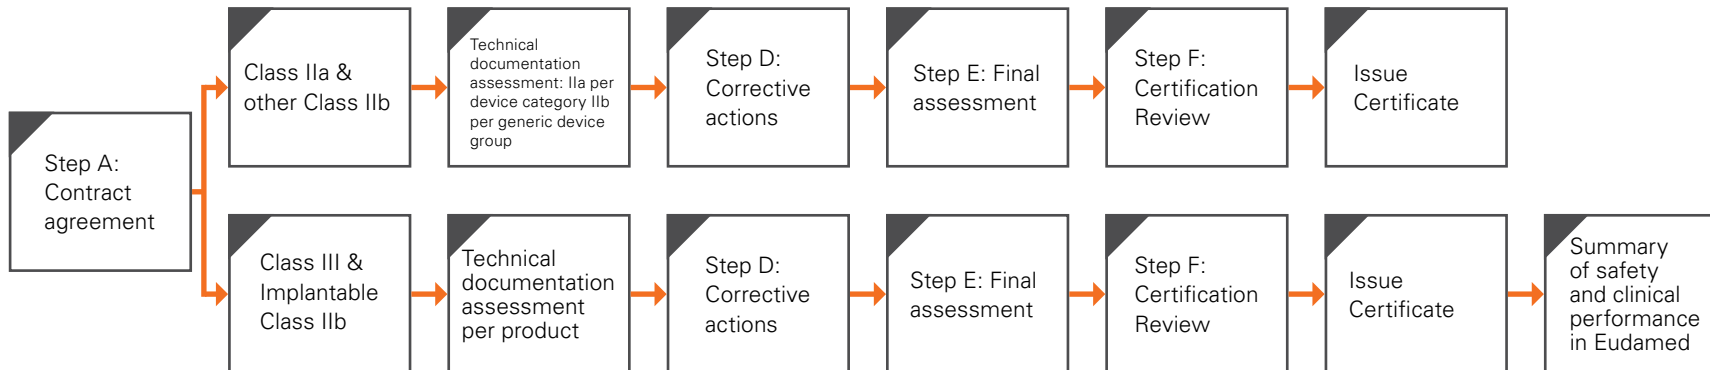 Step A:
Contract
agreement
Class IIa &
other Class IIb
Technical
documentation
assessment: IIa per
device category IIb
per generic device
group
Step D:
Corrective
actions
Step E: Final
assessment
Step F:
Certification
Review
Issue
Certificate
Class III &
Implantable
Class IIb
Technical
documentation
assessment
per product
Step D:
Corrective
actions
Step E: Final
assessment
Step F:
Certification
Review
Issue
Certificate
Summary
of safety
and clinical
performance
in Eudamed